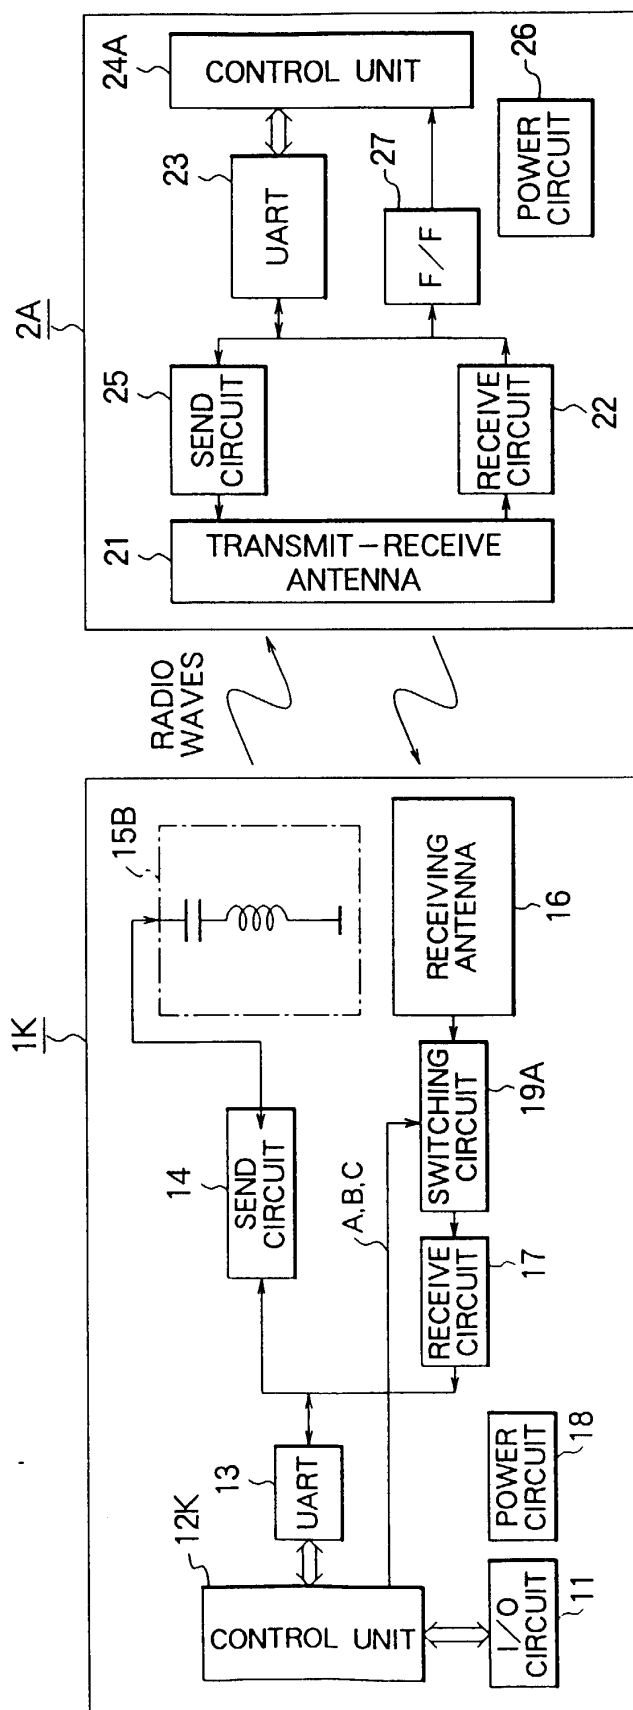 1K
12K
CONTROL UNIT
13
UART
14
SEND
CIRCUIT
15B
A,B,C
I/O
CIRCUIT
11
POWER
CIRCUIT
18
RECEIVE
CIRCUIT
17
SWITCHING
CIRCUIT
19A
RECEIVING
ANTENNA
16
RADIO
WAVES
2A
21
TRANSMIT-RECEIVE
ANTENNA
25
SEND
CIRCUIT
RECEIVE
CIRCUIT
22
23
UART
F/F
27
24A
CONTROL UNIT
POWER
CIRCUIT
26